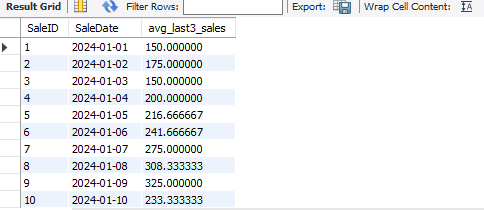 Result Grid Filter Rows: Export: Wrap Cell Content:
SaleID SaleDate avg_last3_sales
1 2024-01-01 150.000000
2 2024-01-02 175.000000
3 2024-01-03 150.000000
4 2024-01-04 200.000000
5 2024-01-05 216.666667
6 2024-01-06 241.666667
7 2024-01-07 275.000000
8 2024-01-08 308.333333
9 2024-01-09 325.000000
10 2024-01-10 233.333333